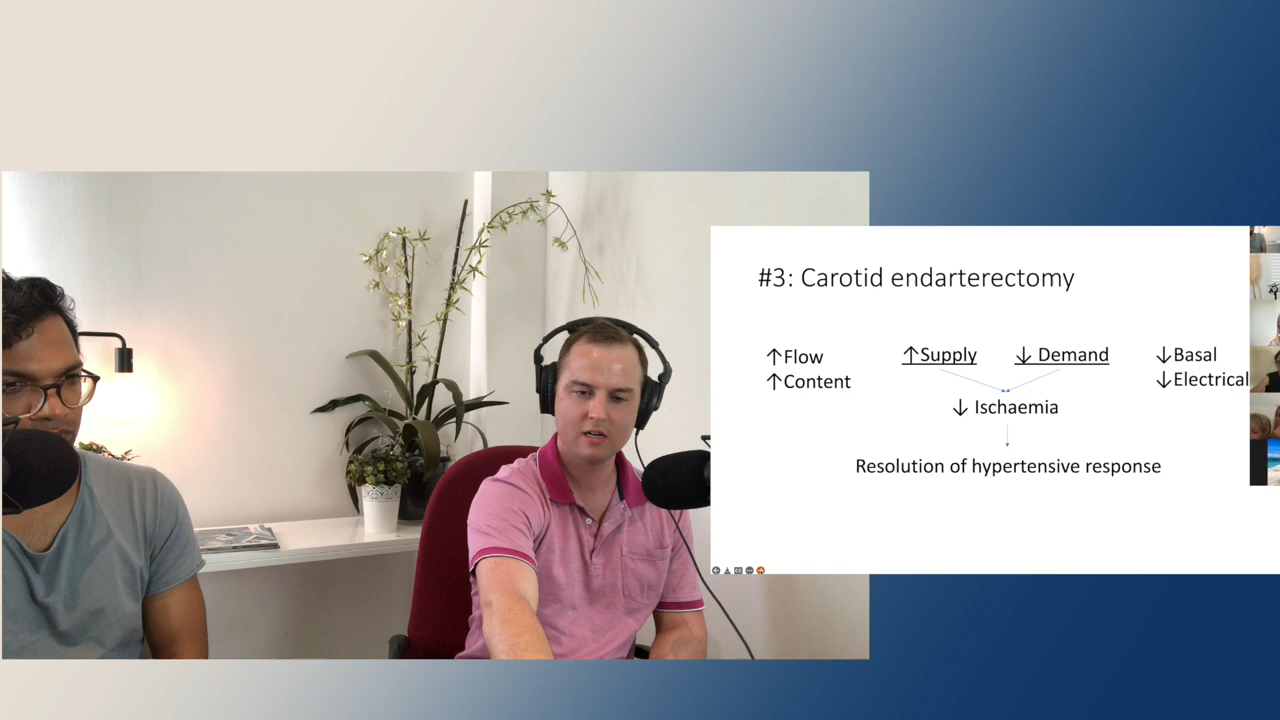 #3: Carotid endarterectomy
↑Flow
↑Content
↑Supply
↓ Demand
↓Basal
↓Electrical
↓ Ischaemia
Resolution of hypertensive response